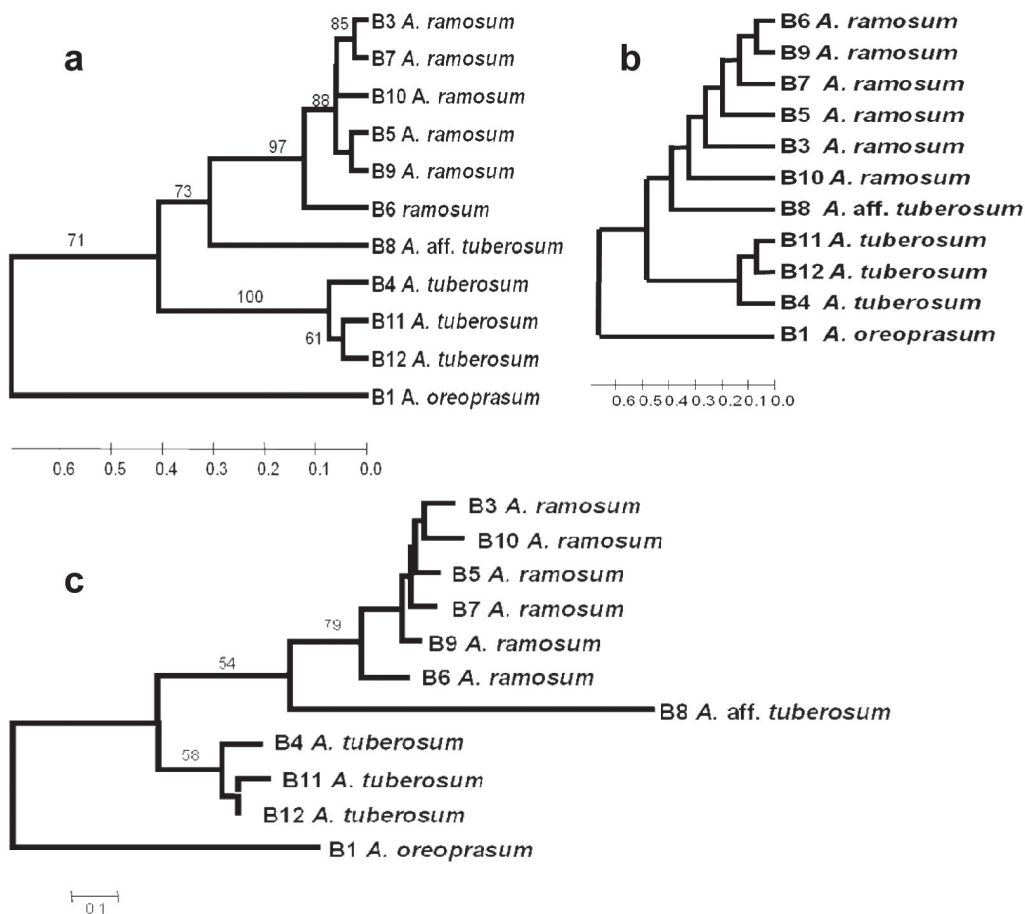 a
85
B3 A. ramosum
B7 A. ramosum
88
B10 A. ramosum
B5 A. ramosum
97
B9 A. ramosum
73
B6 ramosum
71
B8 A. aff. tuberosum
B4 A. tuberosum
100
B11 A. tuberosum
61
B12 A. tuberosum
B1 A. oreoprasum
0.6 0.5 0.4 0.3 0.2 0.1 0.0
b
B6 A. ramosum
B9 A. ramosum
B7 A. ramosum
B5 A. ramosum
B3 A. ramosum
B10 A. ramosum
B8 A. aff. tuberosum
B11 A. tuberosum
B12 A. tuberosum
B4 A. tuberosum
B1 A. oreoprasum
0.6 0.5 0.4 0.3 0.2 0.1 0.0
c
B3 A. ramosum
B10 A. ramosum
B5 A. ramosum
B7 A. ramosum
79
B9 A. ramosum
54
B6 A. ramosum
B8 A. aff. tuberosum
58
B4 A. tuberosum
B11 A. tuberosum
B12 A. tuberosum
B1 A. oreoprasum
0.1